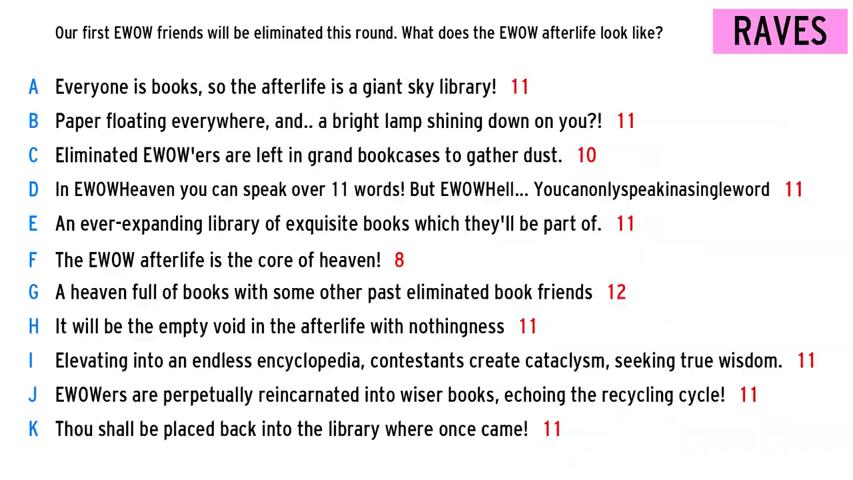 Our first EWOW friends will be eliminated this round. What does the EWOW afterlife look like?
RAVES
A Everyone is books, so the afterlife is a giant sky library! 11
B Paper floating everywhere, and.. a bright lamp shining down on you?! 11
C Eliminated EWOW'ers are left in grand bookcases to gather dust. 10
D In EWOWHeaven you can speak over 11 words! But EWOWHell... Youcanonlyspeakinasingleword 11
E An ever-expanding library of exquisite books which they'll be part of. 11
F The EWOW afterlife is the core of heaven! 8
G A heaven full of books with some other past eliminated book friends 12
H It will be the empty void in the afterlife with nothingness 11
I Elevating into an endless encyclopedia, contestants create cataclysm, seeking true wisdom. 11
J EWOWers are perpetually reincarnated into wiser books, echoing the recycling cycle! 11
K Thou shall be placed back into the library where once came! 11